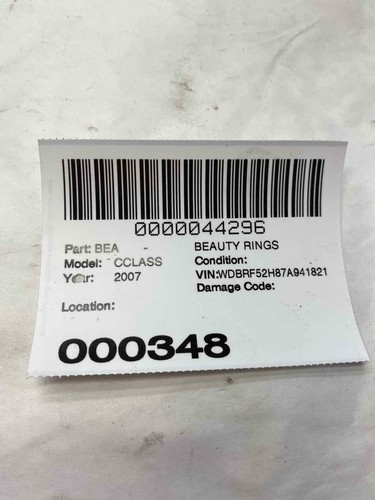 0000044296
Part: BEA - BEAUTY RINGS
Model: CCLASS Condition:
Year: 2007 VIN:WDBRF52H87A941821
Damage Code:
Location:
000348